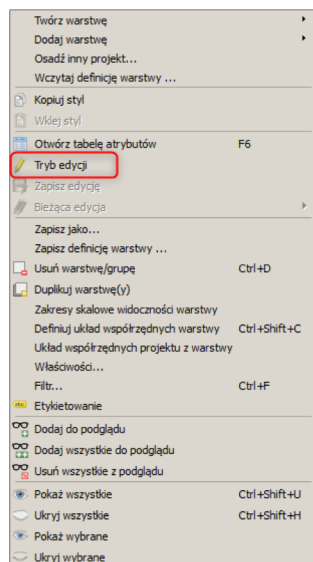 Twórz warstwę
Dodaj warstwę
Osadź inny projekt...
Wczytaj definicję warstwy ...
Kopiuj styl
Wklej styl
Otwórz tabelę atrybutów F6
Tryb edycji
Zapisz edycję
Bieżąca edycja
Zapisz jako...
Zapisz definicję warstwy ...
Usuń warstwę/grupę Ctrl+D
Duplikuj warstwę(y)
Zakresy skalowe widoczności warstwy
Definiuj układ współrzędnych warstwy Ctrl+Shift+C
Układ współrzędnych projektu z warstwy
Właściwości...
Filtr... Ctrl+F
abc Etykietowanie
Dodaj do podglądu
Dodaj wszystkie do podglądu
Usuń wszystkie z podglądu
Pokaż wszystkie Ctrl+Shift+U
Ukryj wszystkie Ctrl+Shift+H
Pokaż wybrane
Ukryj wybrane